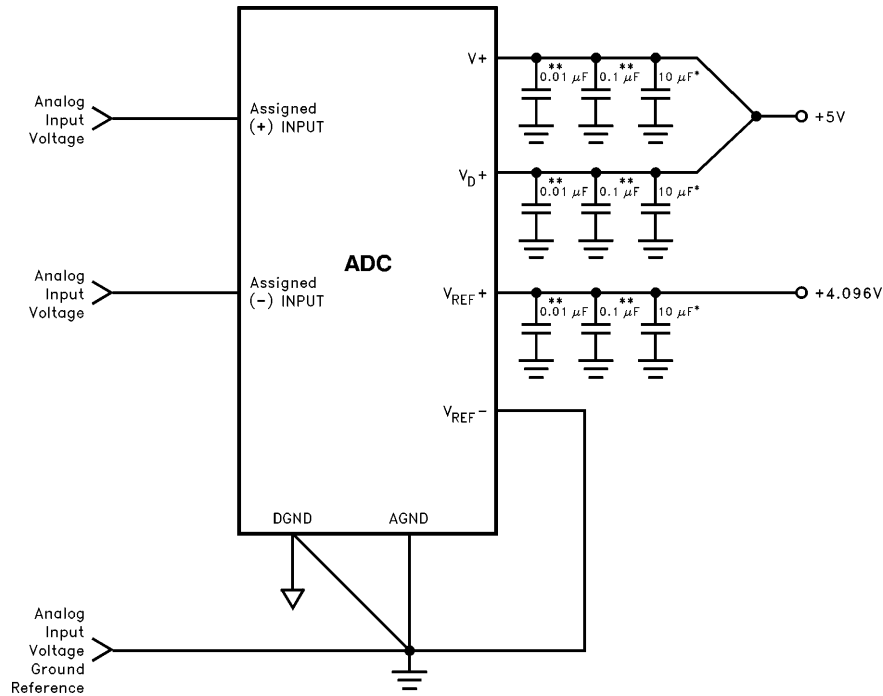 V+
**
0.01 µF
**
0.1 µF
10 µF*
+5V
Analog
Input
Voltage
Assigned
(+) INPUT
VD+
**
0.01 µF
**
0.1 µF
10 µF*
ADC
Analog
Input
Voltage
Assigned
(−) INPUT
VREF+
**
0.01 µF
**
0.1 µF
10 µF*
+4.096V
VREF−
DGND
AGND
Analog
Input
Voltage
Ground
Reference